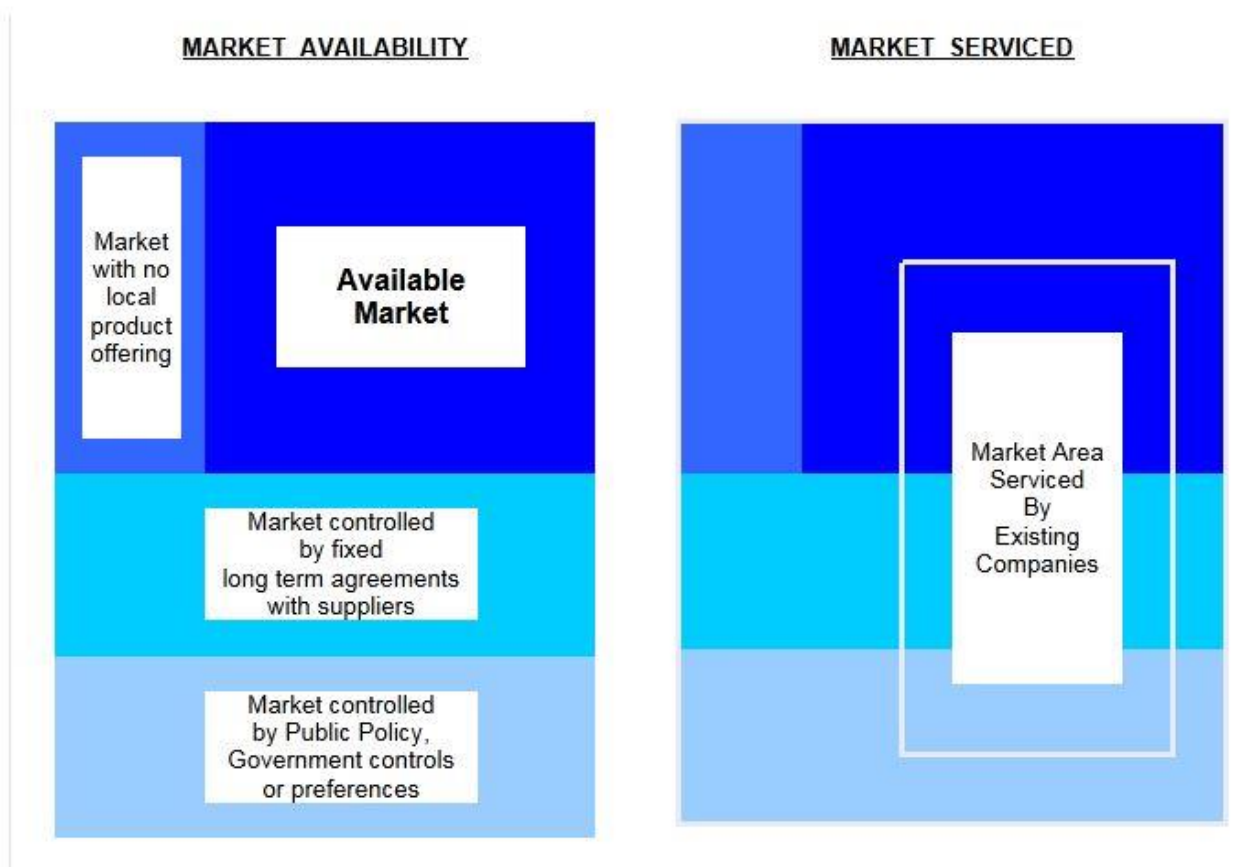 MARKET AVAILABILITY
MARKET SERVICED
Market
with no
local
product
offering
Available
Market
Market controlled
by fixed
long term agreements
with suppliers
Market controlled
by Public Policy,
Government controls
or preferences
Market Area
Serviced
By
Existing
Companies